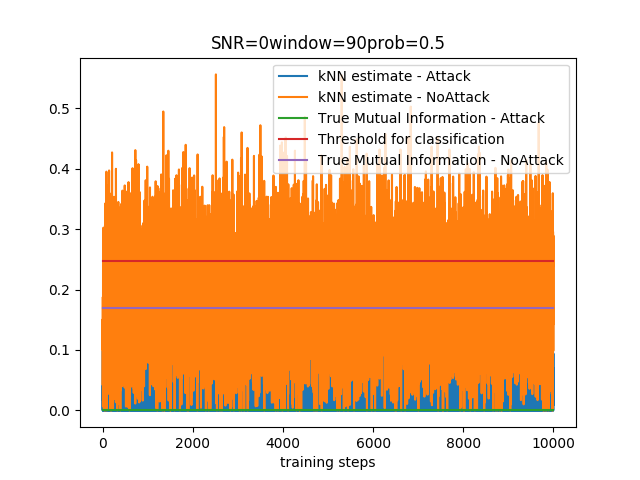 SNR=0window=90prob=0.5
kNN estimate - Attack
kNN estimate - NoAttack
True Mutual Information - Attack
Threshold for classification
True Mutual Information - NoAttack
0.5
0.4
0.3
0.2
0.1
0.0
0 2000 4000 6000 8000 10000
training steps